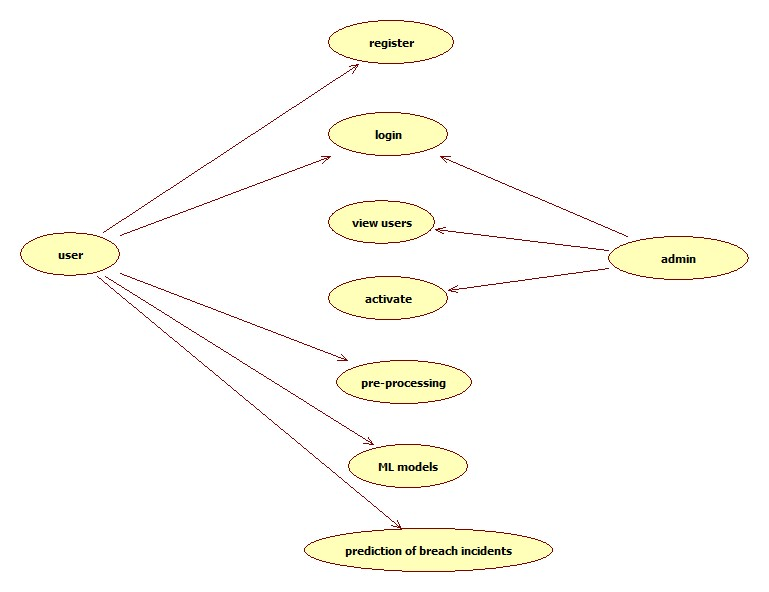 register
login
view users
user
admin
activate
pre-processing
ML models
prediction of breach incidents